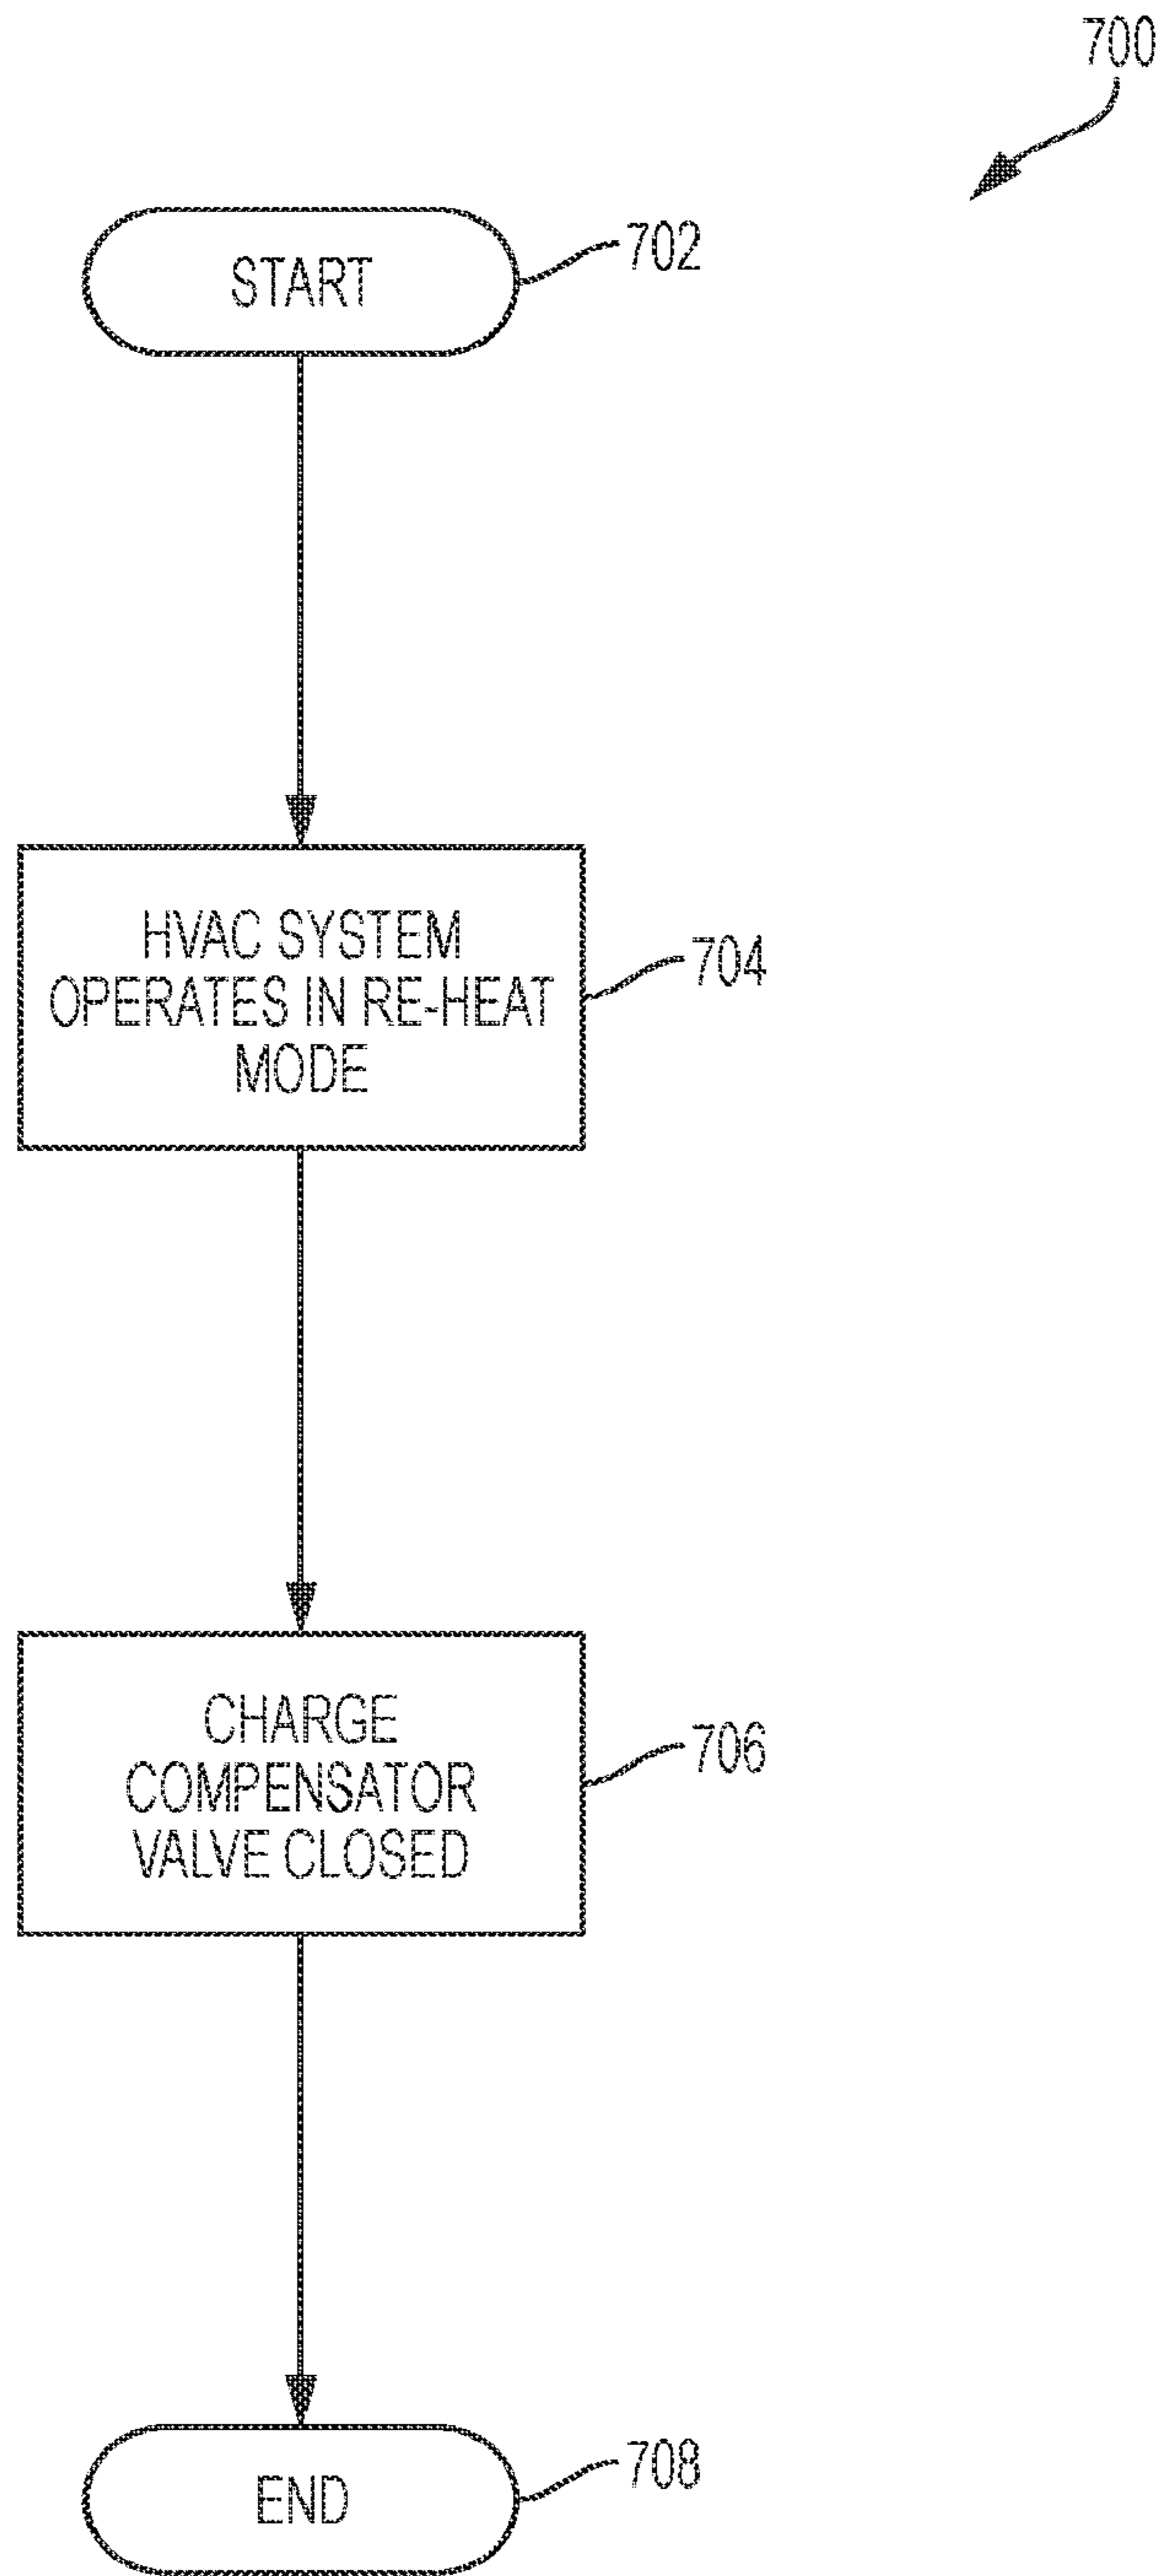 700
START
702
HVAC SYSTEM
OPERATES IN RE-HEAT
MODE
704
CHARGE
COMPENSATOR
VALVE CLOSED
706
END
708